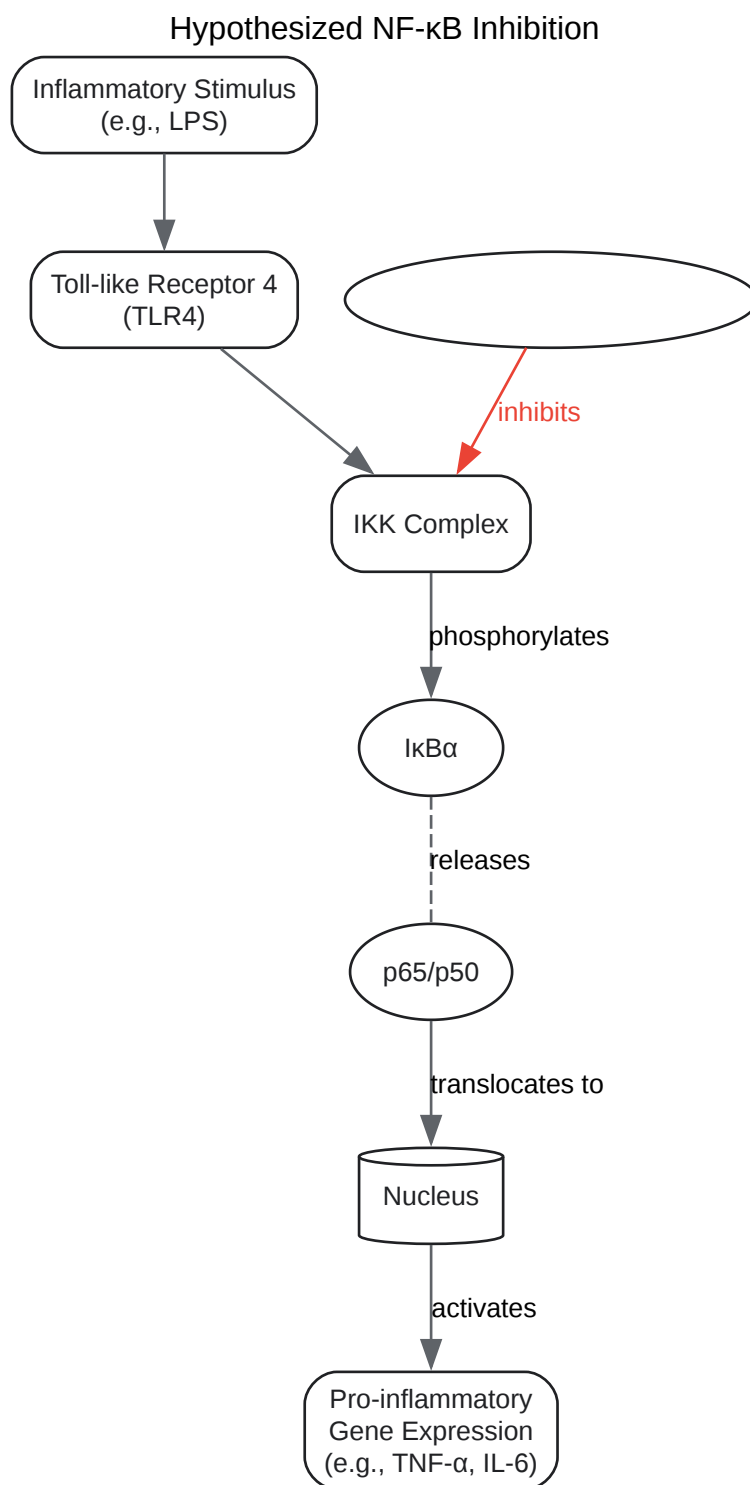 Hypothesized NF-κB Inhibition
Inflammatory Stimulus
(e.g., LPS)
Toll-like Receptor 4
(TLR4)
inhibits
IKK Complex
phosphorylates
IκBα
releases
p65/p50
translocates to
Nucleus
activates
Pro-inflammatory
Gene Expression
(e.g., TNF-α, IL-6)